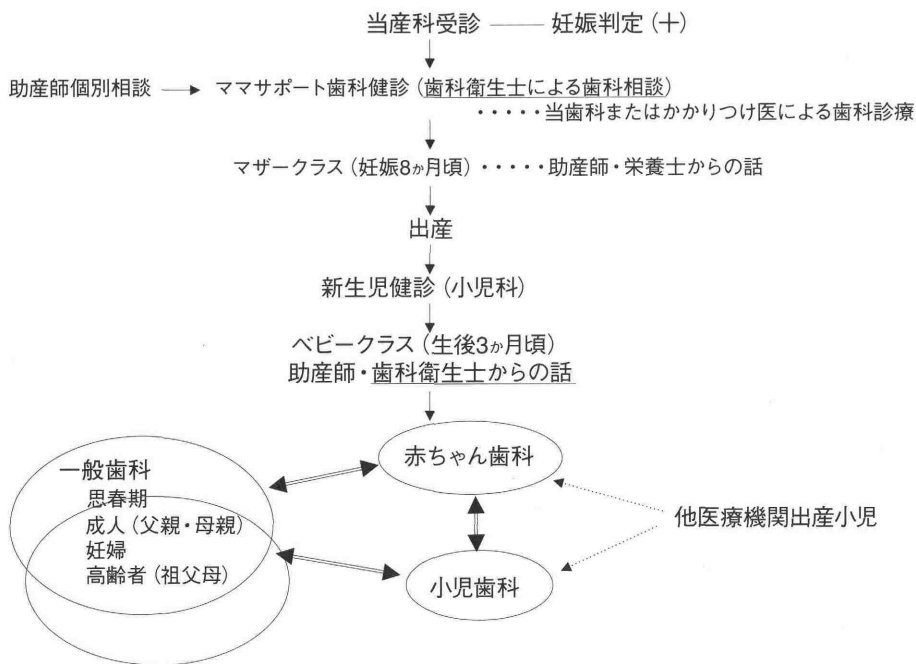 当産科受診 —— 妊娠判定(十)
助産師個別相談 → ママサポート歯科健診(歯科衛生士による歯科相談)
・・・・・当歯科またはかかりつけ医による歯科診療
マザークラス(妊娠8か月頃)・・・・・助産師・栄養士からの話
出産
新生児健診(小児科)
ベビークラス(生後3か月頃)
助産師・歯科衛生士からの話
赤ちゃん歯科
一般歯科
思春期
成人(父親・母親)
妊婦
高齢者(祖父母)
他医療機関出産小児
小児歯科